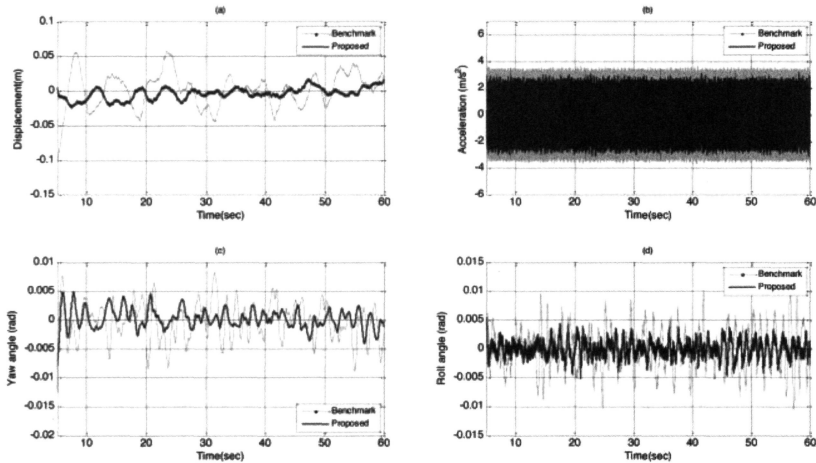 (a)
Displacement(m)
0.1
0.05
0
-0.05
-0.1
-0.15
10 20 30 40 50 60
Time(sec)
Benchmark
Proposed
(b)
Acceleration (m/s²)
6
4
2
0
-2
-4
-6
10 20 30 40 50 60
Time(sec)
Benchmark
Proposed
(c)
Yaw angle (rad)
0.01
0.005
0
-0.005
-0.01
-0.015
-0.02
10 20 30 40 50 60
Time(sec)
Benchmark
Proposed
(d)
Roll angle (rad)
0.015
0.01
0.005
0
-0.005
-0.01
-0.015
10 20 30 40 50 60
Time(sec)
Benchmark
Proposed